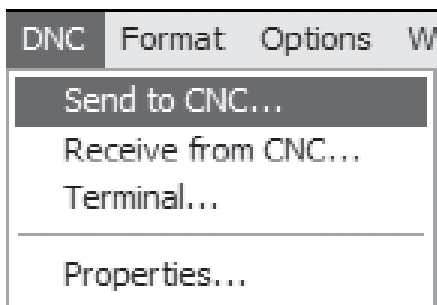 DNC Format Options W
Send to CNC...
Receive from CNC...
Terminal...
Properties...